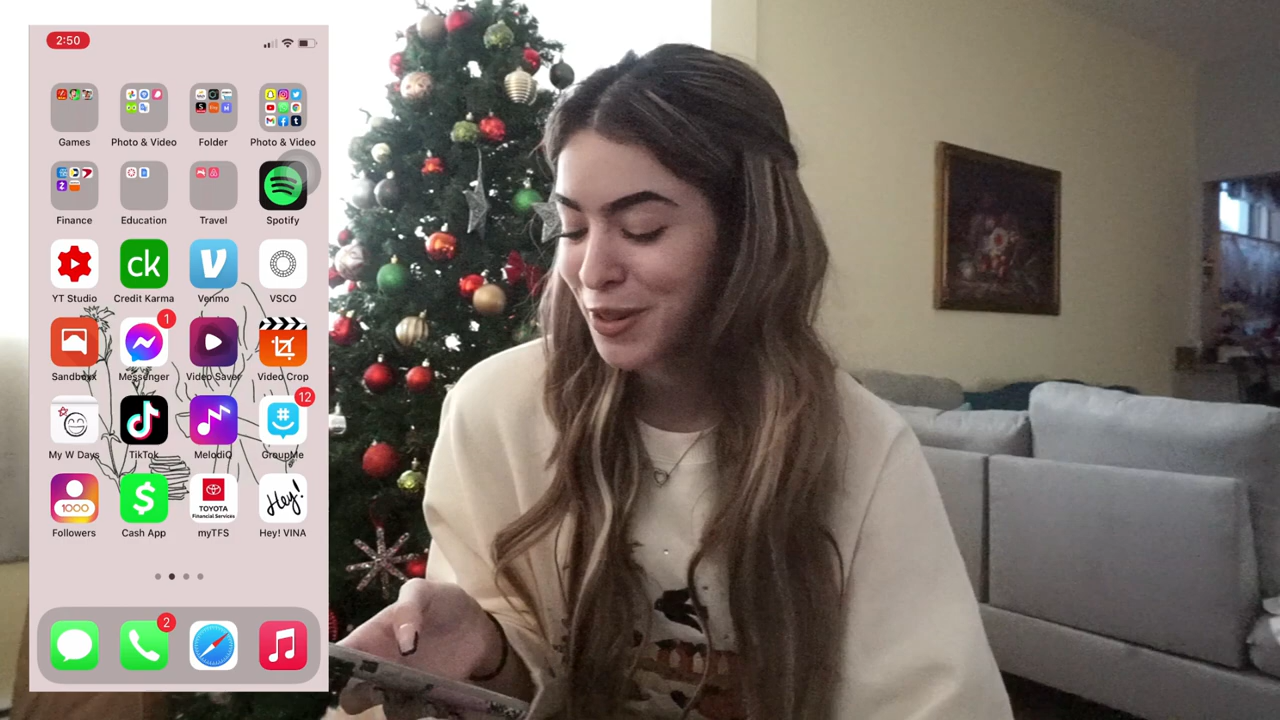 2:50
Games Photo & Video Folder Photo & Video
Finance Education Travel Spotify
ck
YT Studio Credit Karma Venmo VSCO
1
Sandboxx Messenger Video Saver Video Crop
12
My W Days TikTok MelodiQ GroupMe
1000
TOYOTA
Financial Services
Hey!
Followers Cash App myTFS Hey! VINA
2